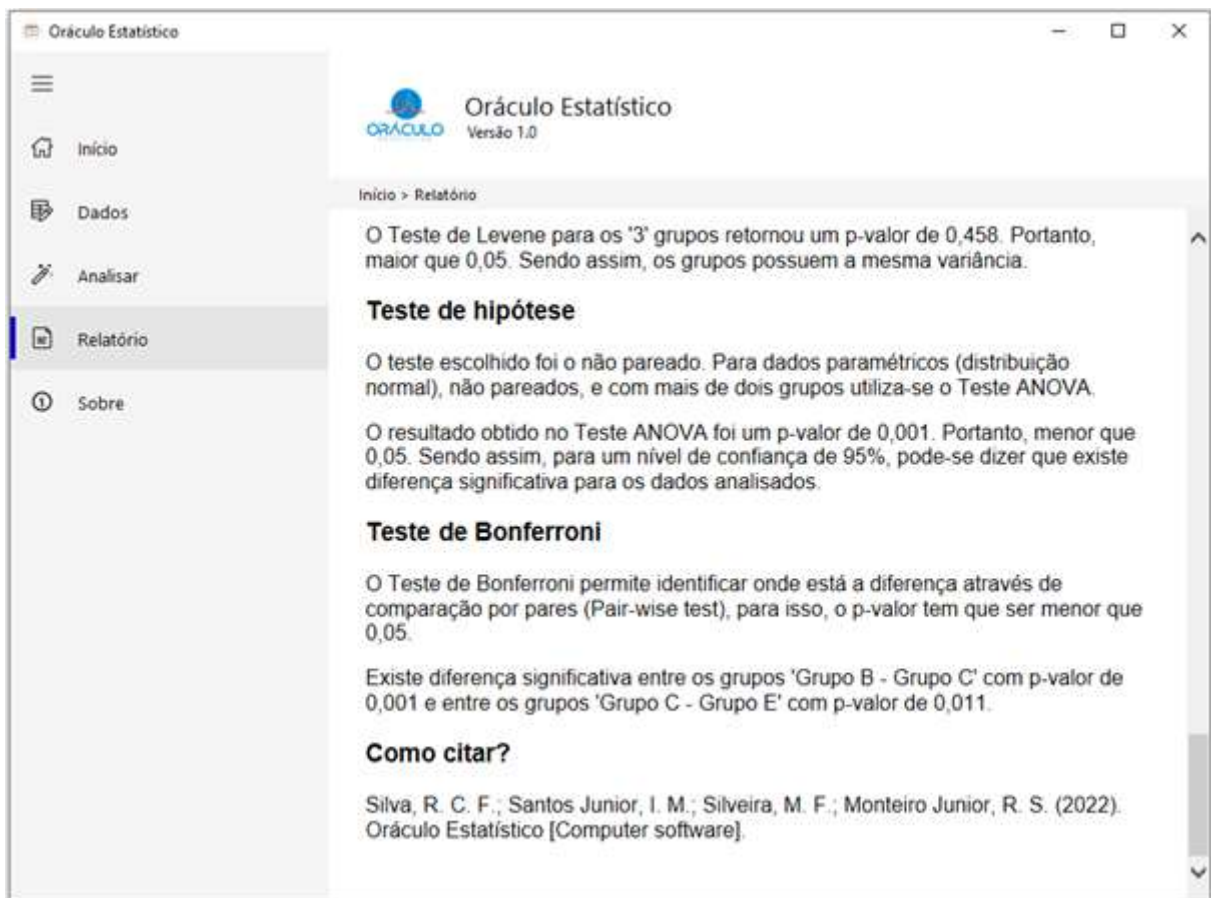 Oráculo Estatístico
Início
Dados
Analisar
Relatório
Sobre
ORÁCULO
Oráculo Estatístico
Versão 1.0
Início > Relatório
O Teste de Levene para os '3' grupos retornou um p-valor de 0,458. Portanto,
maior que 0,05. Sendo assim, os grupos possuem a mesma variância.
Teste de hipótese
O teste escolhido foi o não pareado. Para dados paramétricos (distribuição
normal), não pareados, e com mais de dois grupos utiliza-se o Teste ANOVA.
O resultado obtido no Teste ANOVA foi um p-valor de 0,001. Portanto, menor que
0,05. Sendo assim, para um nível de confiança de 95%, pode-se dizer que existe
diferença significativa para os dados analisados.
Teste de Bonferroni
O Teste de Bonferroni permite identificar onde está a diferença através de
comparação por pares (Pair-wise test), para isso, o p-valor tem que ser menor que
0,05.
Existe diferença significativa entre os grupos 'Grupo B - Grupo C' com p-valor de
0,001 e entre os grupos 'Grupo C - Grupo E' com p-valor de 0,011.
Como citar?
Silva, R. C. F.; Santos Junior, I. M.; Silveira, M. F.; Monteiro Junior, R. S. (2022).
Oráculo Estatístico [Computer software].